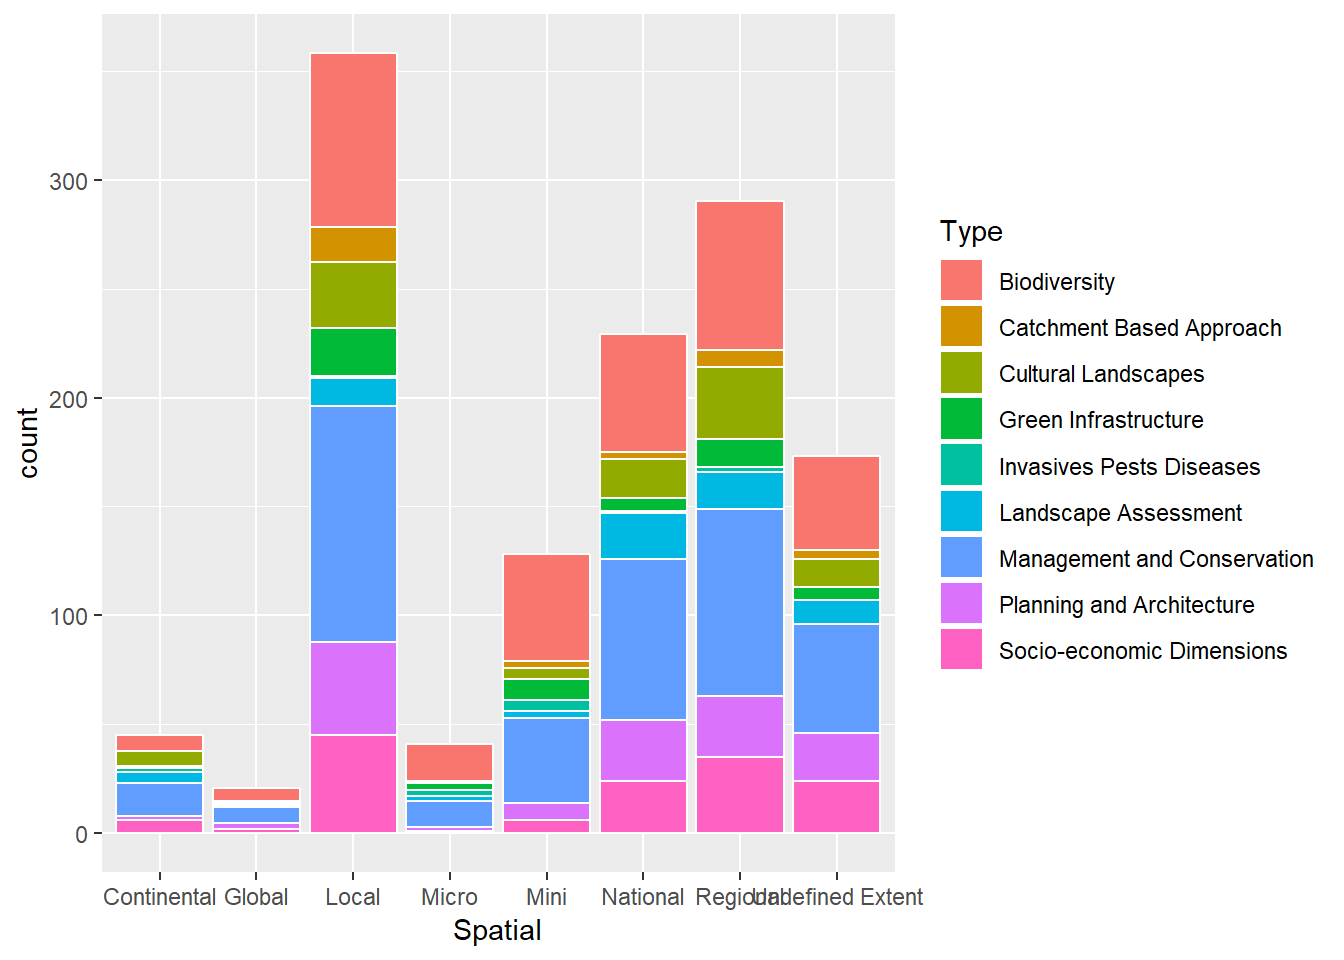 300
200
100
0
count
Continental Global Local Micro Mini National Regional Undefined Extent
Spatial
Type
Biodiversity
Catchment Based Approach
Cultural Landscapes
Green Infrastructure
Invasives Pests Diseases
Landscape Assessment
Management and Conservation
Planning and Architecture
Socio-economic Dimensions